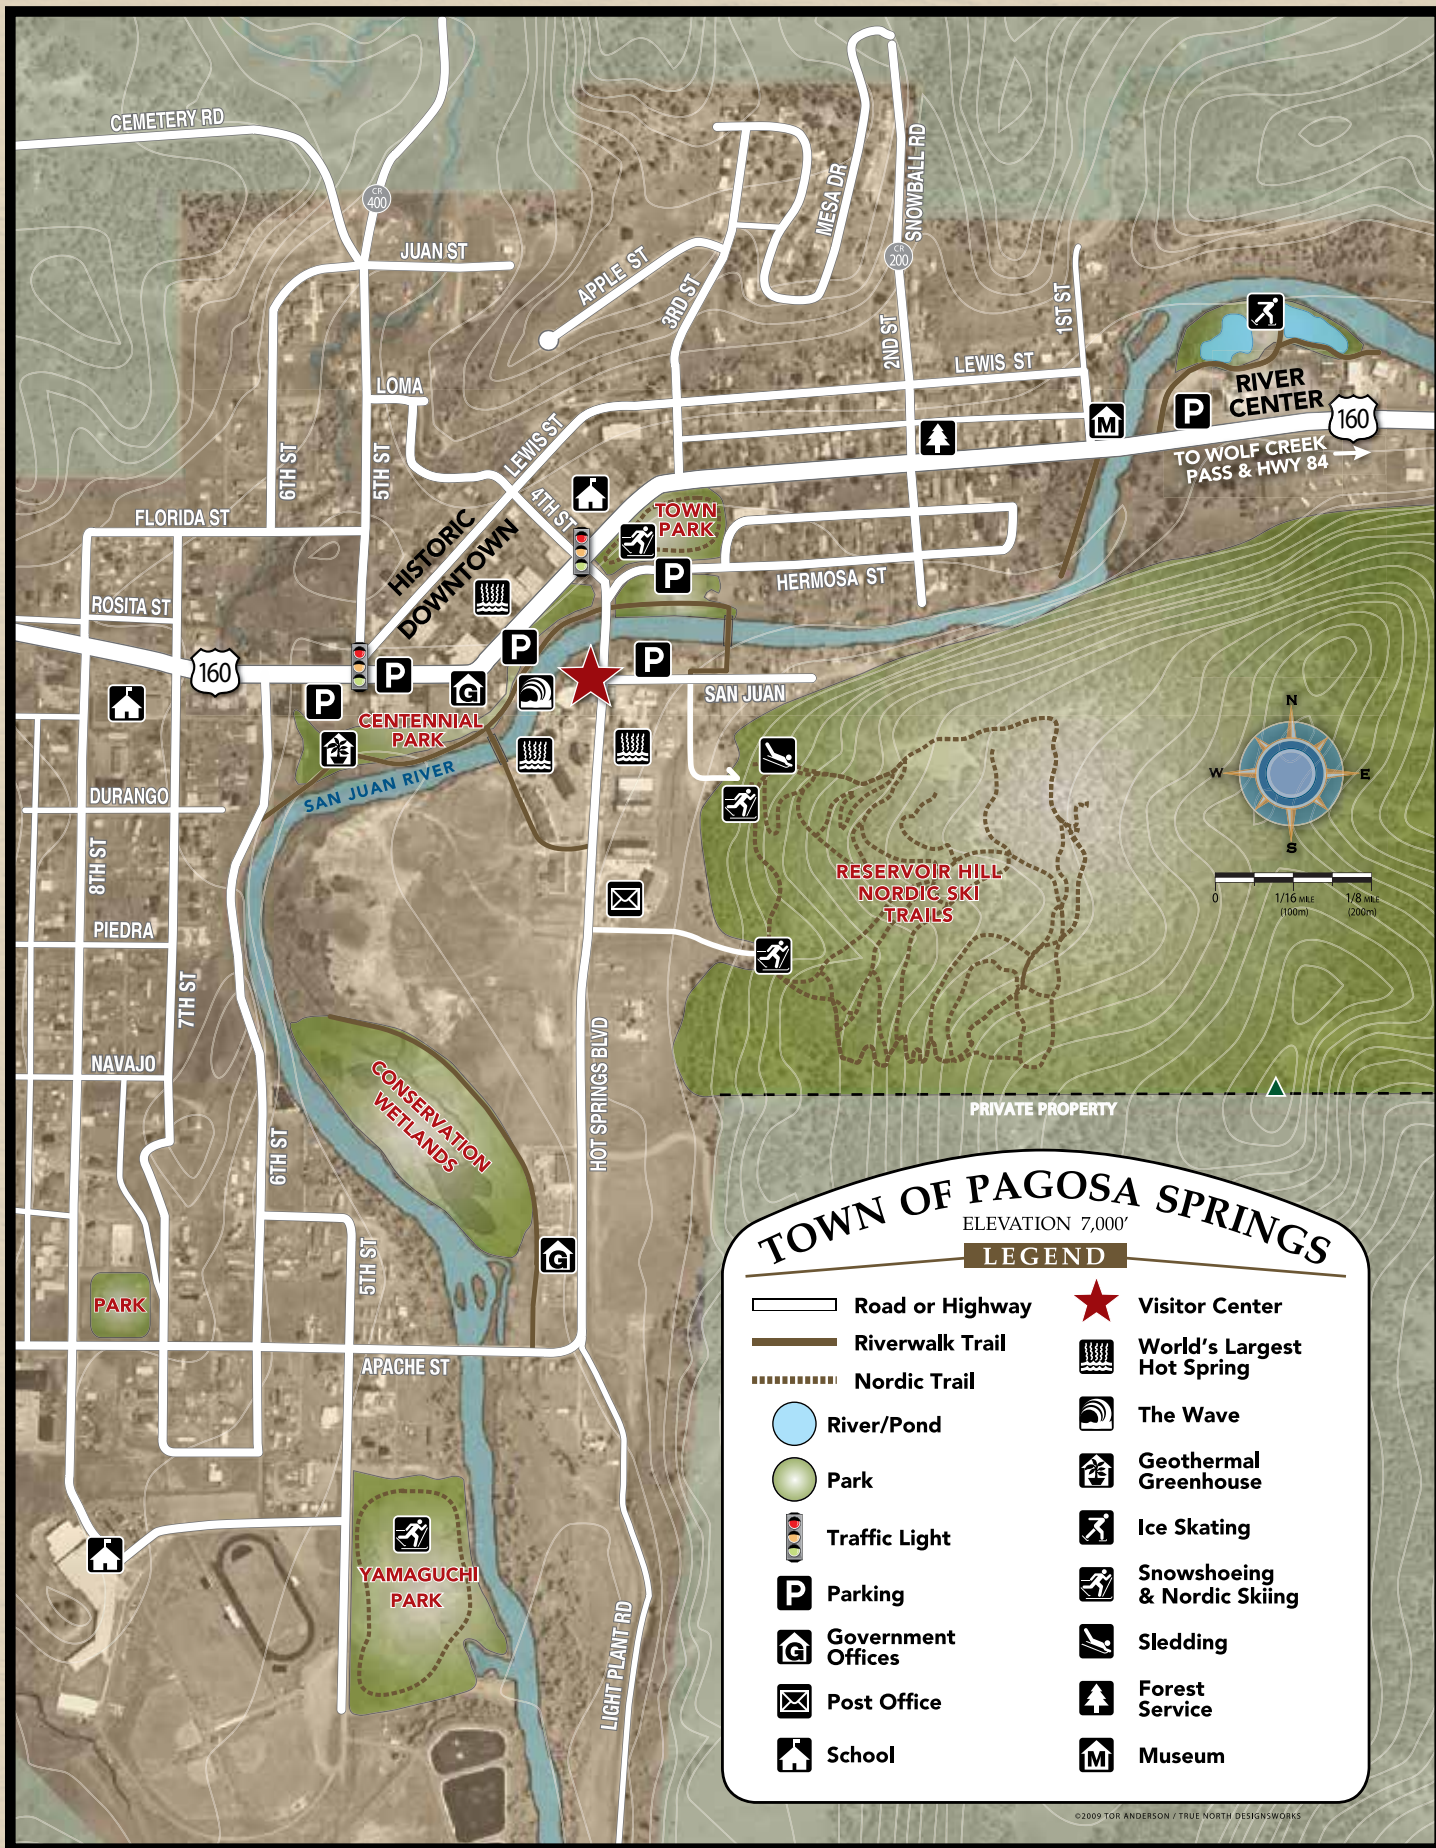 CEMETERY RD
CR
400
JUAN ST
APPLE ST
3RD ST
MESA DR
SNOWBALL RD
CR
200
2ND ST
1ST ST
LEWIS ST
LOMA
6TH ST
5TH ST
LEWIS ST
4TH ST
HISTORIC
DOWNTOWN
TOWN
PARK
M
P
RIVER
CENTER
160
TO WOLF CREEK
PASS & HWY 84
FLORIDA ST
ROSITA ST
160
P
HERMOSA ST
P
P
P
P
G
SAN JUAN
CENTENNIAL
PARK
SAN JUAN RIVER
DURANGO
8TH ST
PIEDRA
7TH ST
NAVAJO
6TH ST
5TH ST
HOT SPRINGS BLVD
CONSERVATION
WETLANDS
G
PARK
APACHE ST
YAMAGUCHI
PARK
LIGHT PLANT RD
RESERVOIR HILL
NORDIC SKI
TRAILS
N
W
E
S
0
1/16 MILE
(100m)
1/8 MILE
(200m)
PRIVATE PROPERTY
TOWN OF PAGOSA SPRINGS
ELEVATION 7,000'
LEGEND
Road or Highway
Riverwalk Trail
Nordic Trail
River/Pond
Park
Traffic Light
P
Parking
G
Government
Offices
Post Office
School
Visitor Center
World's Largest
Hot Spring
The Wave
Geothermal
Greenhouse
Ice Skating
Snowshoeing
& Nordic Skiing
Sledding
Forest
Service
M
Museum
©2009 TOR ANDERSON / TRUE NORTH DESIGNSWORKS